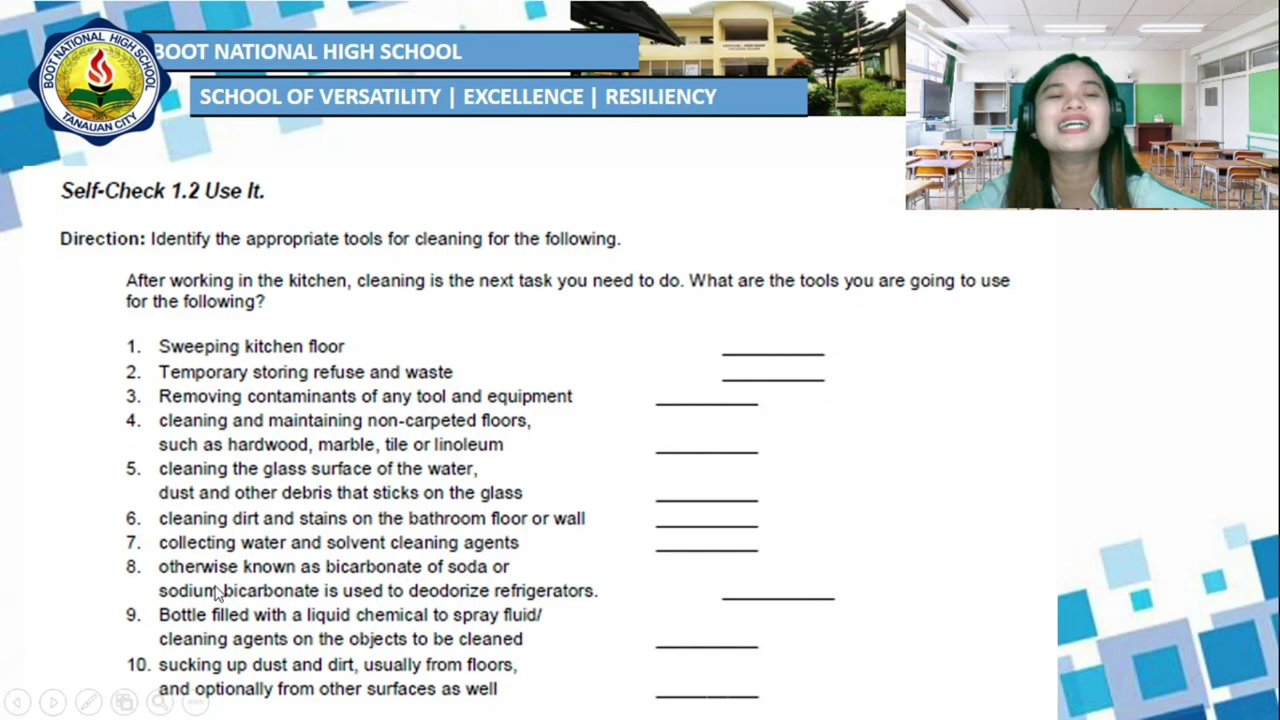 BOOT NATIONAL HIGH SCHOOL
TANAUAN CITY
BOOT NATIONAL HIGH SCHOOL
SCHOOL OF VERSATILITY | EXCELLENCE | RESILIENCY
Self-Check 1.2 Use It.
Direction: Identify the appropriate tools for cleaning for the following.
After working in the kitchen, cleaning is the next task you need to do. What are the tools you are going to use
for the following?
1. Sweeping kitchen floor
2. Temporary storing refuse and waste
3. Removing contaminants of any tool and equipment
4. cleaning and maintaining non-carpeted floors,
such as hardwood, marble, tile or linoleum
5. cleaning the glass surface of the water,
dust and other debris that sticks on the glass
6. cleaning dirt and stains on the bathroom floor or wall
7. collecting water and solvent cleaning agents
8. otherwise known as bicarbonate of soda or
sodium bicarbonate is used to deodorize refrigerators.
9. Bottle filled with a liquid chemical to spray fluid/
cleaning agents on the objects to be cleaned
10. sucking up dust and dirt, usually from floors,
and optionally from other surfaces as well